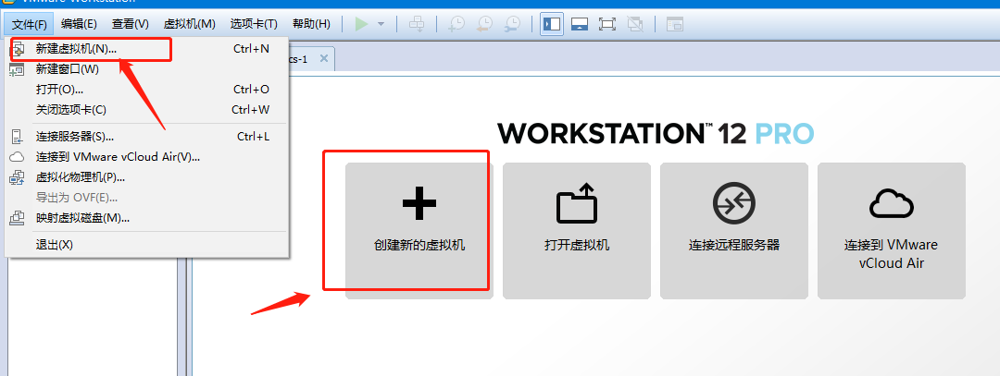 VMware Workstation
文件(F) 编辑(E) 查看(V) 虚拟机(M) 选项卡(T) 帮助(H)
新建虚拟机(N)... Ctrl+N
新建窗口(W)
打开(O)... Ctrl+O
关闭选项卡(C) Ctrl+W
连接服务器(S)... Ctrl+L
连接到 VMware vCloud Air(V)...
虚拟化物理机(P)...
导出为 OVF(E)...
映射虚拟磁盘(M)...
退出(X)
cs-1
WORKSTATION™ 12 PRO
创建新的虚拟机
打开虚拟机
连接远程服务器
连接到 VMware
vCloud Air